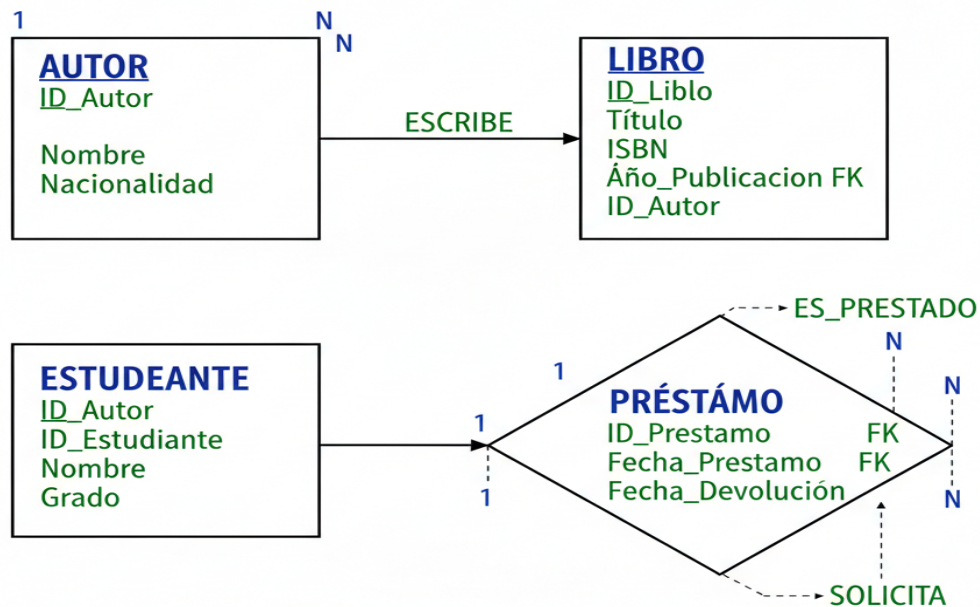 1
N
N
AUTOR
ID_Autor
Nombre
Nacionalidad
ESCRIBE
LIBRO
ID_Liblo
Título
ISBN
Áño_Publicacion FK
ID_Autor
ESTUDEANTE
ID_Autor
ID_Estudiante
Nombre
Grado
1
1
1
ES_PRESTADO
N
N
PRÉSTÁMO
ID_Prestamo FK
Fecha_Prestamo FK
Fecha_Devolución
N
SOLICITA